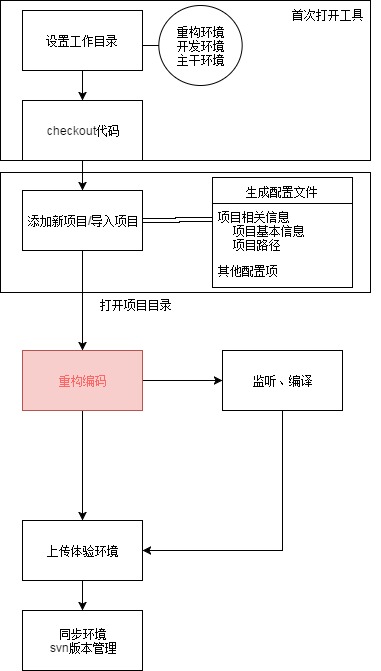 首次打开工具
设置工作目录
重构环境
开发环境
主干环境
checkout代码
添加新项目/导入项目
生成配置文件
项目相关信息
项目基本信息
项目路径
其他配置项
打开项目目录
重构编码
监听、编译
上传体验环境
同步环境
svn版本管理